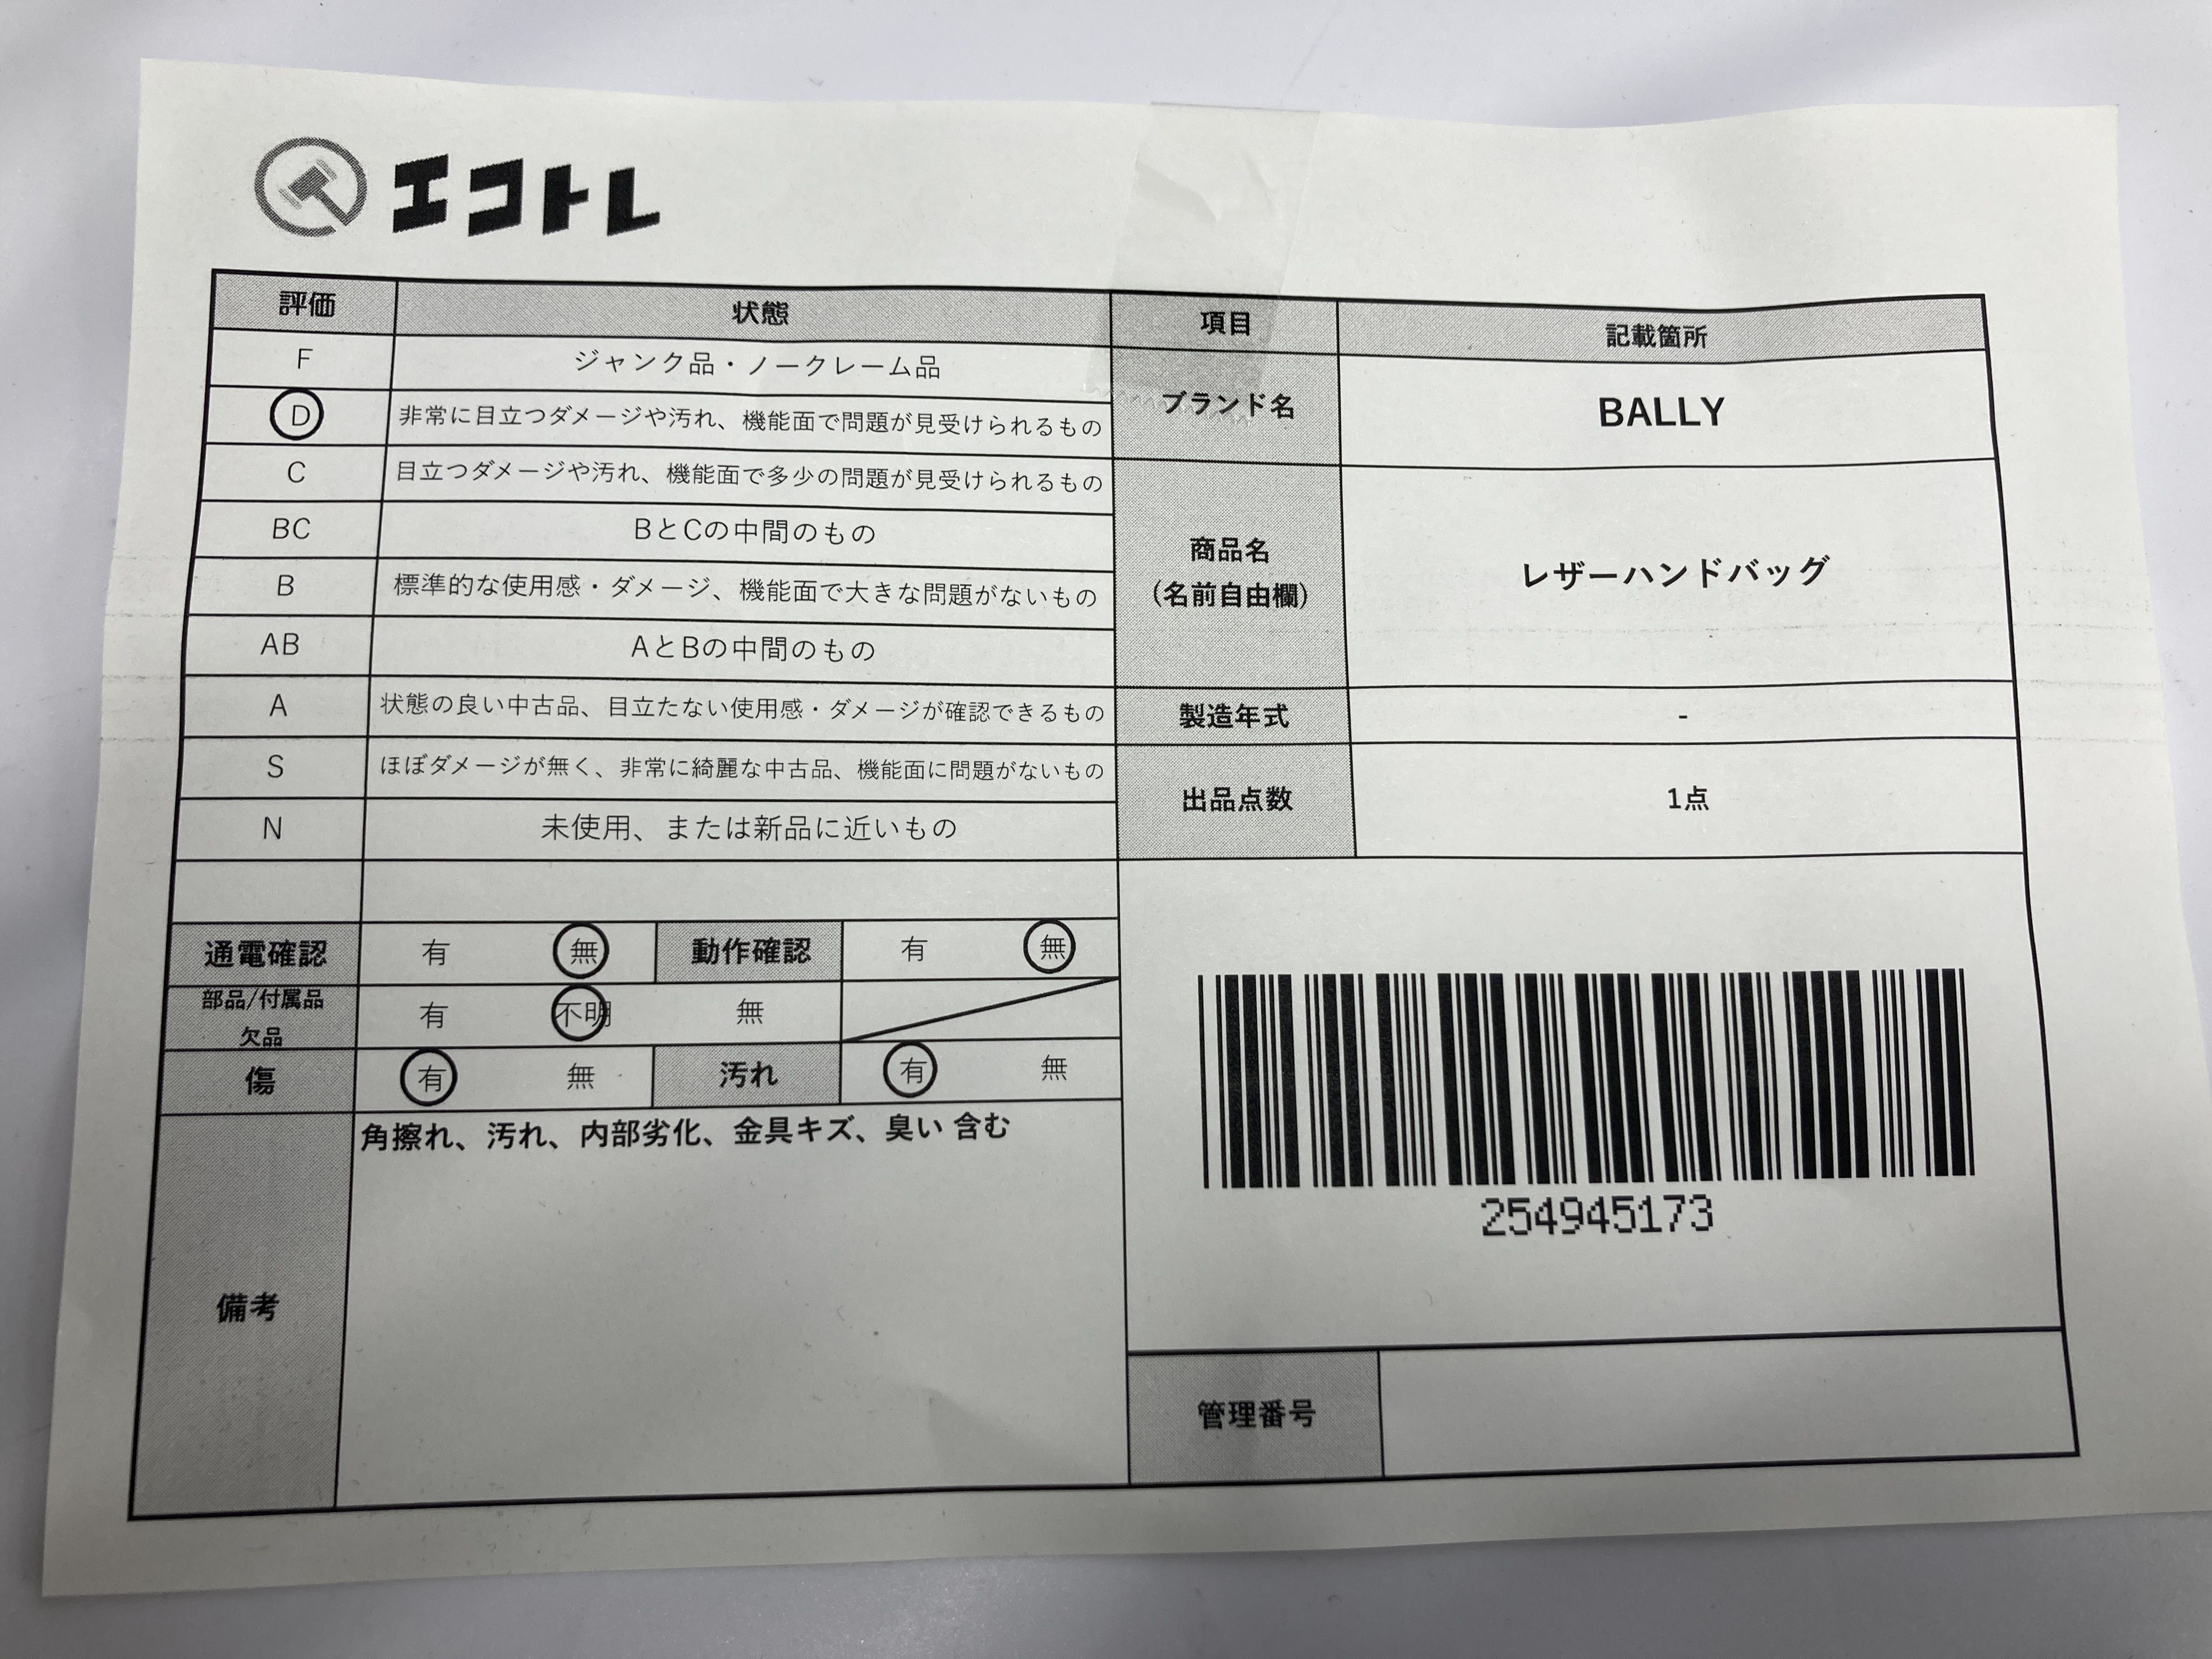 エコトレ
評価 状態
F ジャンク品・ノークレーム品
D 非常に目立つダメージや汚れ、機能面で問題が見受けられるもの
C 目立つダメージや汚れ、機能面で多少の問題が見受けられるもの
BC BとCの中間のもの
B 標準的な使用感・ダメージ、機能面で大きな問題がないもの
AB AとBの中間のもの
A 状態の良い中古品、目立たない使用感・ダメージが確認できるもの
S ほぼダメージが無く、非常に綺麗な中古品、機能面に問題がないもの
N 未使用、または新品に近いもの
通電確認 有 無 動作確認 有 無
部品/付属品
欠品 有 不明 無
傷 有 無 汚れ 有 無
備考 角擦れ、汚れ、内部劣化、金具キズ、臭い 含む
項目 記載箇所
ブランド名 BALLY
商品名
(名前自由欄) レザーハンドバッグ
製造年式 -
出品点数 1点
254945173
管理番号